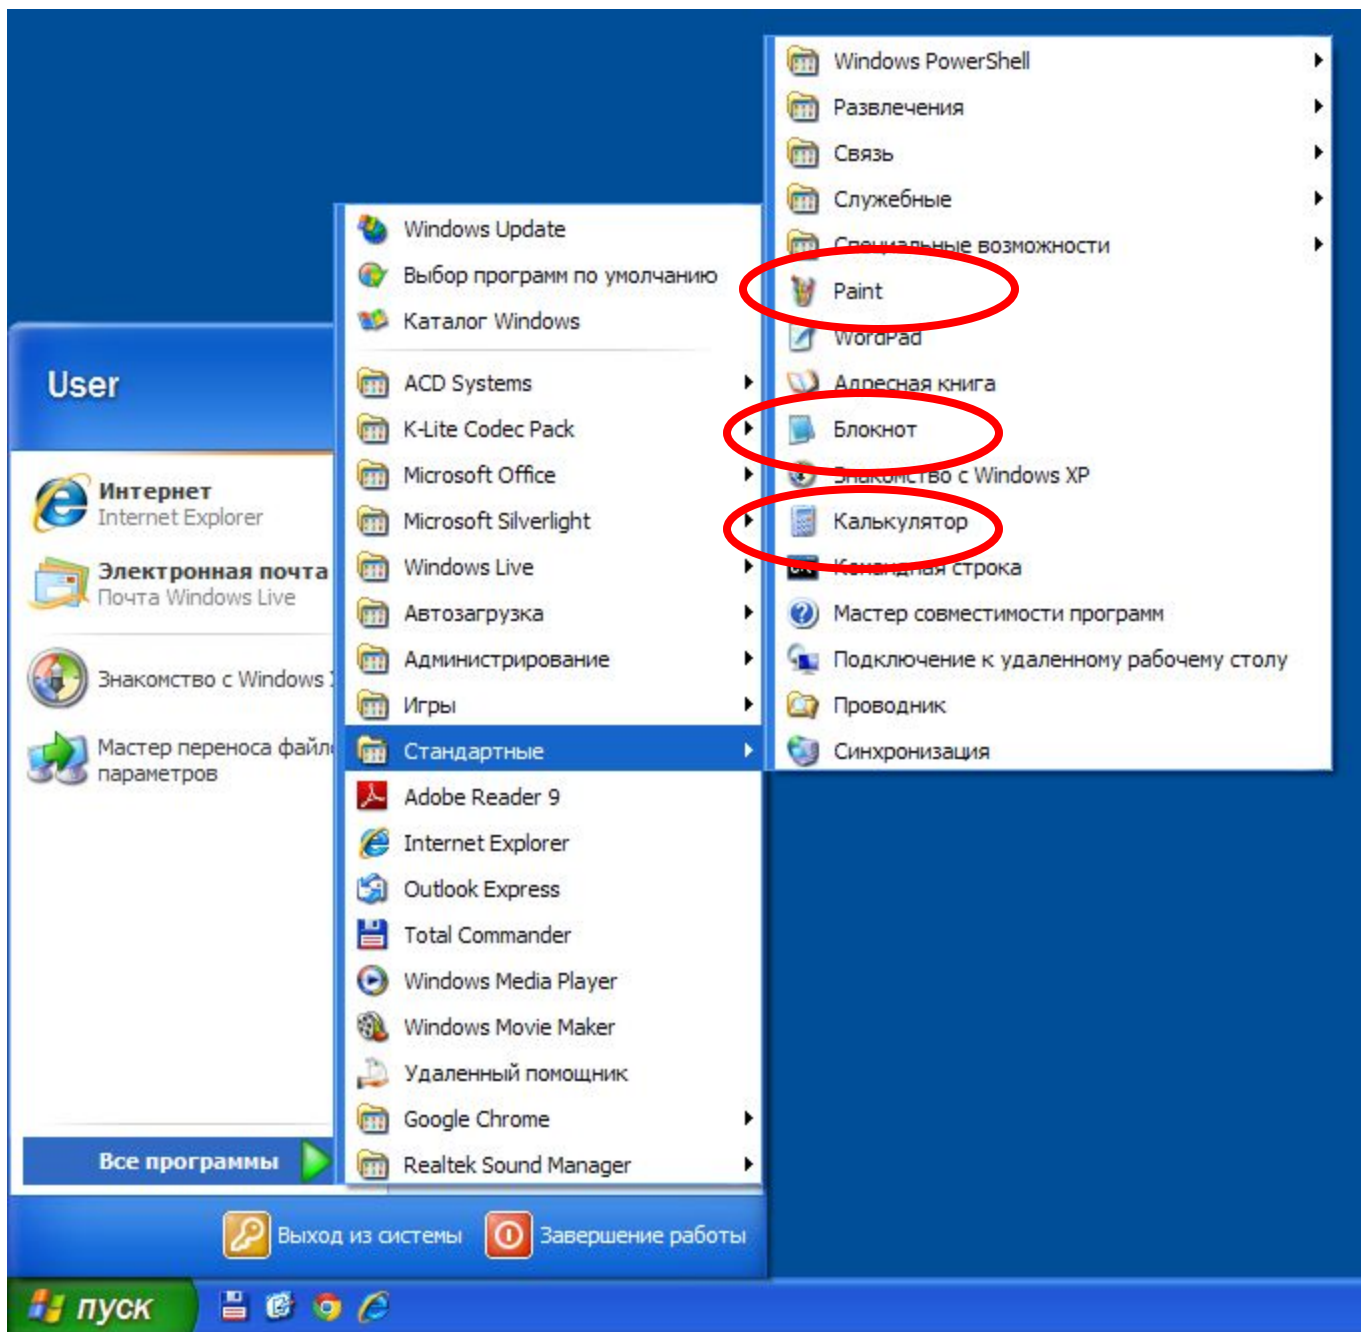 Windows PowerShell
Развлечения
Связь
Служебные
Специальные возможности
Paint
WordPad
Адресная книга
Блокнот
Знакомство с Windows XP
Калькулятор
Командная строка
Мастер совместимости программ
Подключение к удаленному рабочему столу
Проводник
Синхронизация
Windows Update
Выбор программ по умолчанию
Каталог Windows
ACD Systems
K-Lite Codec Pack
Microsoft Office
Microsoft Silverlight
Windows Live
Автозагрузка
Администрирование
Игры
Стандартные
Adobe Reader 9
Internet Explorer
Outlook Express
Total Commander
Windows Media Player
Windows Movie Maker
Удаленный помощник
Google Chrome
Realtek Sound Manager
User
Интернет
Internet Explorer
Электронная почта
Почта Windows Live
Знакомство с Windows
Мастер переноса
параметров
Все программы
Выход из системы
Завершение работы
пуск